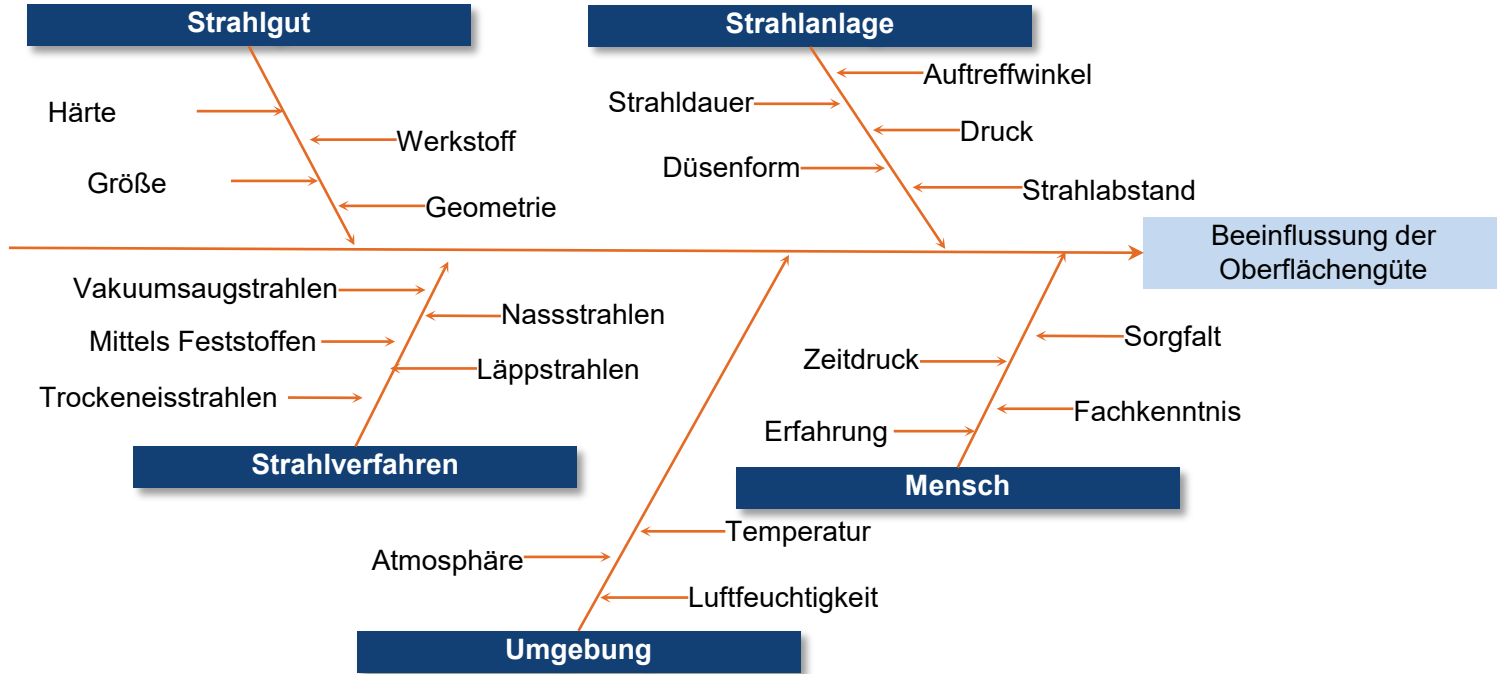 Strahlgut
Strahlanlage
Härte
Werkstoff
Größe
Geometrie
Auftreffwinkel
Strahldauer
Druck
Düsenform
Strahlabstand
Beeinflussung der
Oberflächengüte
Vakuumsaugstrahlen
Nassstrahlen
Mittels Feststoffen
Läppstrahlen
Trockeneisstrahlen
Strahlverfahren
Sorgfalt
Zeitdruck
Fachkenntnis
Erfahrung
Mensch
Temperatur
Atmosphäre
Luftfeuchtigkeit
Umgebung